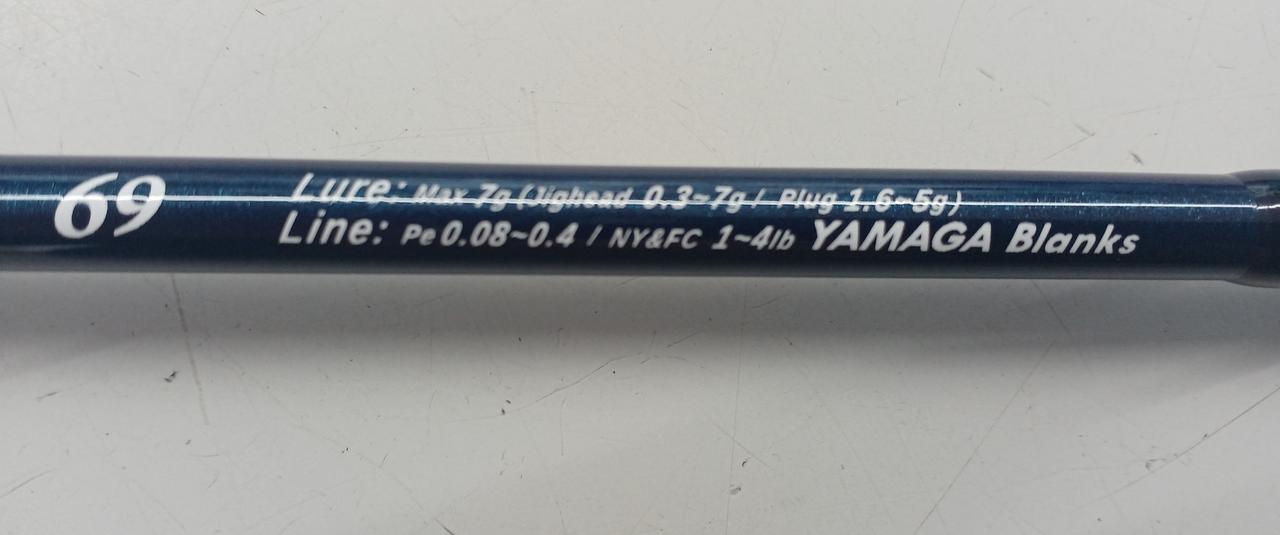 69
Lure: Max 7g (Jighead 0.3~7g / Plug 1.6~5g)
Line: Pe 0.08~0.4 / NY&FC 1~4lb YAMAGA Blanks